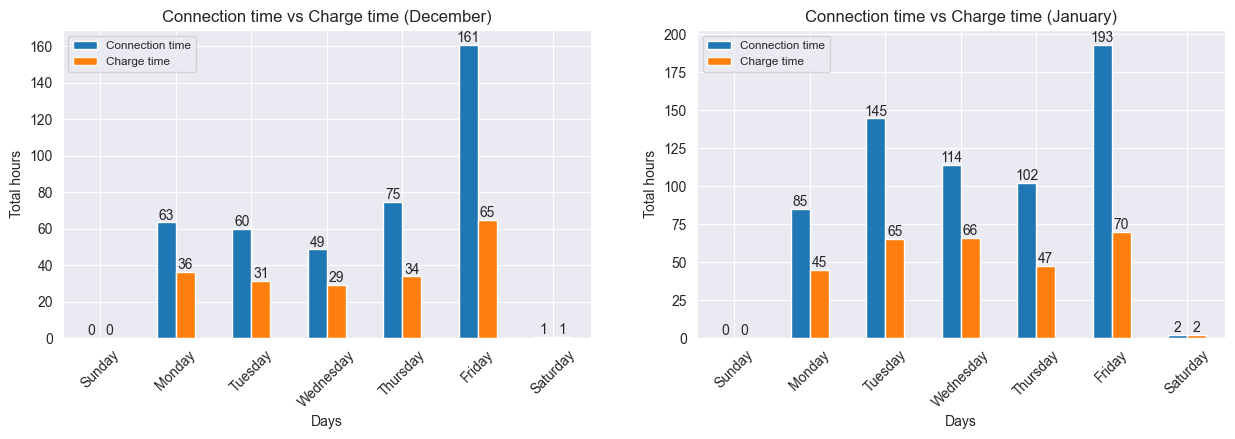 Connection time vs Charge time (December)
Connection time
Charge time
Total hours
160
140
120
100
80
60
40
20
0
0 0
63 36
60 31
49 29
75 34
161 65
1 1
Sunday Monday Tuesday Wednesday Thursday Friday Saturday
Days
Connection time vs Charge time (January)
Connection time
Charge time
Total hours
200
175
150
125
100
75
50
25
0
0 0
85 45
145 65
114 66
102 47
193 70
2 2
Sunday Monday Tuesday Wednesday Thursday Friday Saturday
Days